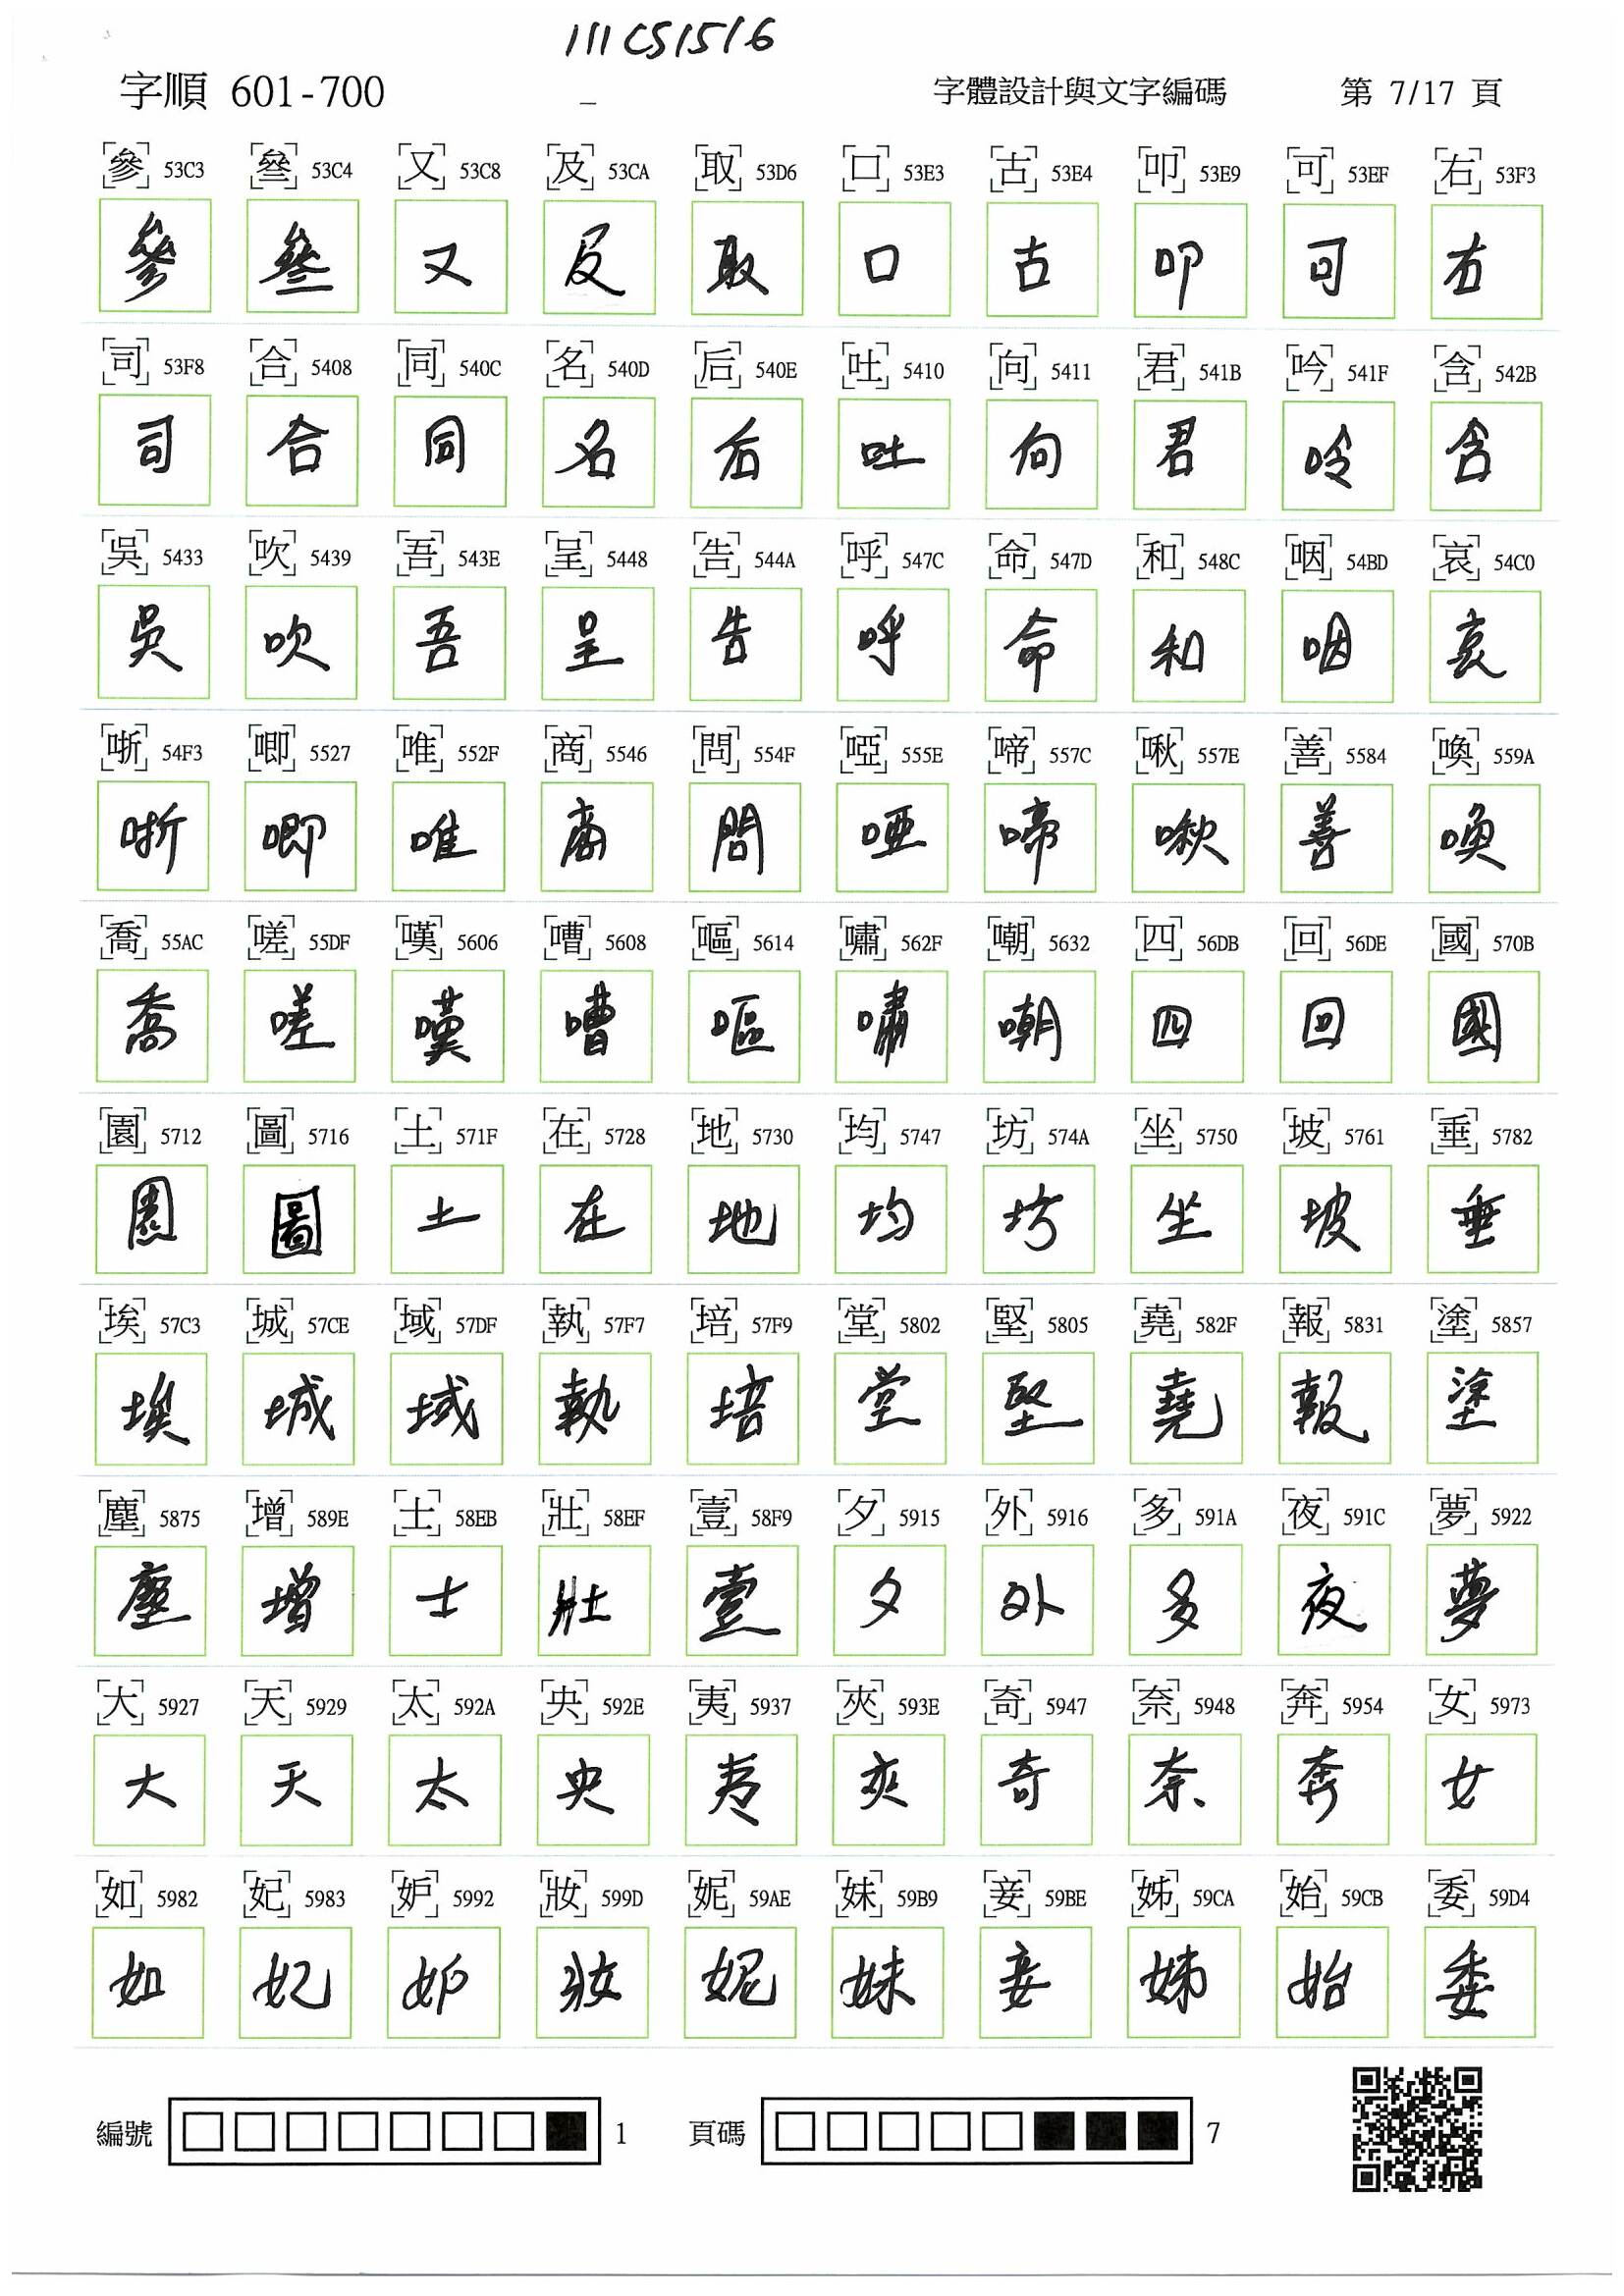 111CS1516
字順 601-700 _ 字體設計與文字編碼 第 7/17 頁
參 53C3 叄 53C4 又 53C8 及 53CA 取 53D6 口 53E3 古 53E4 叩 53E9 可 53EF 右 53F3
參 叄 又 及 取 口 古 叩 可 右
司 53F8 合 5408 同 540C 名 540D 后 540E 吐 5410 向 5411 君 541B 吟 541F 含 542B
司 合 同 名 后 吐 向 君 吟 含
吳 5433 吹 5439 吾 543E 呈 5448 告 544A 呼 547C 命 547D 和 548C 咽 54BD 哀 54C0
吳 吹 吾 呈 告 呼 命 和 咽 哀
哳 54F3 唧 5527 唯 552F 商 5546 問 554F 啞 555E 啼 557C 啾 557E 善 5584 喚 559A
哳 唧 唯 商 問 啞 啼 啾 善 喚
喬 55AC 嗟 55DF 嘆 5606 嘈 5608 嘔 5614 嘯 562F 嘲 5632 四 56DB 回 56DE 國 570B
喬 嗟 嘆 嘈 嘔 嘯 嘲 四 回 國
園 5712 圖 5716 土 571F 在 5728 地 5730 均 5747 坊 574A 坐 5750 坡 5761 垂 5782
園 圖 土 在 地 均 坊 坐 坡 垂
埃 57C3 城 57CE 域 57DF 執 57F7 培 57F9 堂 5802 堅 5805 堯 582F 報 5831 塗 5857
埃 城 域 執 培 堂 堅 堯 報 塗
塵 5875 增 589E 士 58EB 壯 58EF 壹 58F9 夕 5915 外 5916 多 591A 夜 591C 夢 5922
塵 增 士 壯 壹 夕 外 多 夜 夢
大 5927 天 5929 太 592A 央 592E 夷 5937 夾 593E 奇 5947 奈 5948 奔 5954 女 5973
大 天 太 央 夷 夾 奇 奈 奔 女
如 5982 妃 5983 妒 5992 妝 599D 妮 59AE 妹 59B9 妾 59BE 姊 59CA 始 59CB 委 59D4
如 妃 妒 妝 妮 妹 妾 姊 始 委
編號 1 頁碼 7